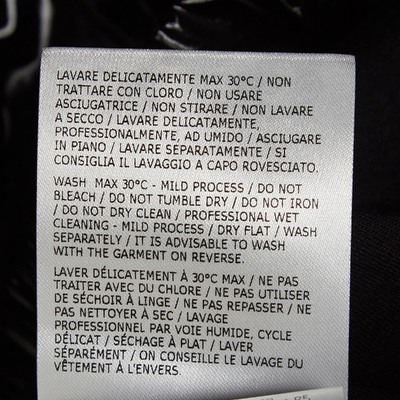 LAVARE DELICATAMENTE MAX 30°C / NON
TRATTARE CON CLORO / NON USARE
ASCIUGATRICE / NON STIRARE / NON LAVARE
A SECCO / LAVARE DELICATAMENTE,
PROFESSIONALMENTE, AD UMIDO / ASCIUGARE
IN PIANO / LAVARE SEPARATAMENTE / SI
CONSIGLIA IL LAVAGGIO A CAPO ROVESCIATO.
WASH MAX 30°C - MILD PROCESS / DO NOT
BLEACH / DO NOT TUMBLE DRY / DO NOT IRON
/ DO NOT DRY CLEAN / PROFESSIONAL WET
CLEANING - MILD PROCESS / DRY FLAT / WASH
SEPARATELY / IT IS ADVISABLE TO WASH
WITH THE GARMENT ON REVERSE.
LAVER DÉLICATEMENT À 30°C MAX / NE PAS
TRAITER AVEC DU CHLORE / NE PAS UTILISER
DE SÉCHOIR À LINGE / NE PAS REPASSER / NE
PAS NETTOYER À SEC / LAVAGE
PROFESSIONNEL PAR VOIE HUMIDE, CYCLE
DÉLICAT / SÉCHAGE À PLAT / LAVER
SÉPARÉMENT / ON CONSEILLE LE LAVAGE DU
VÊTEMENT À L'ENVERS.